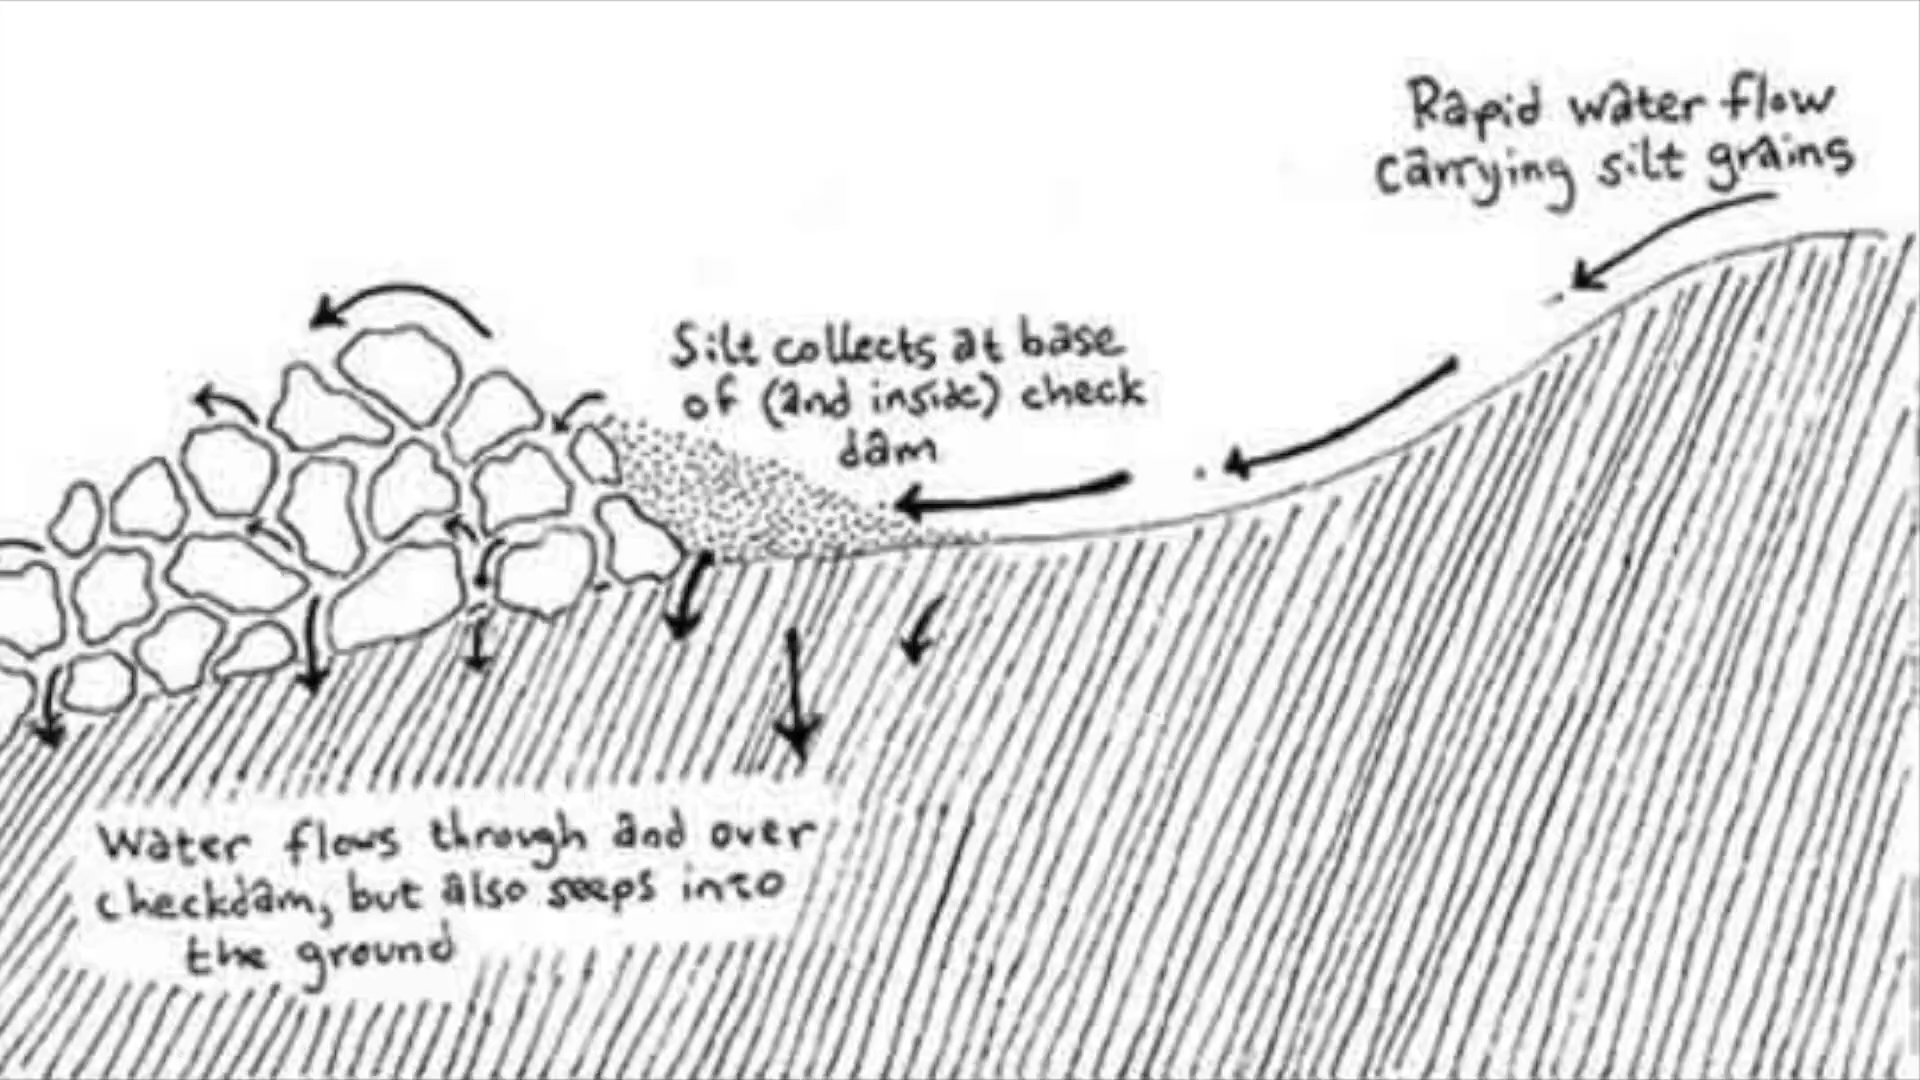 Rapid water flow
carrying silt grains
Silt collects at base
of (and inside) check
dam
Water flows through and over
checkdam, but also seeps into
the ground